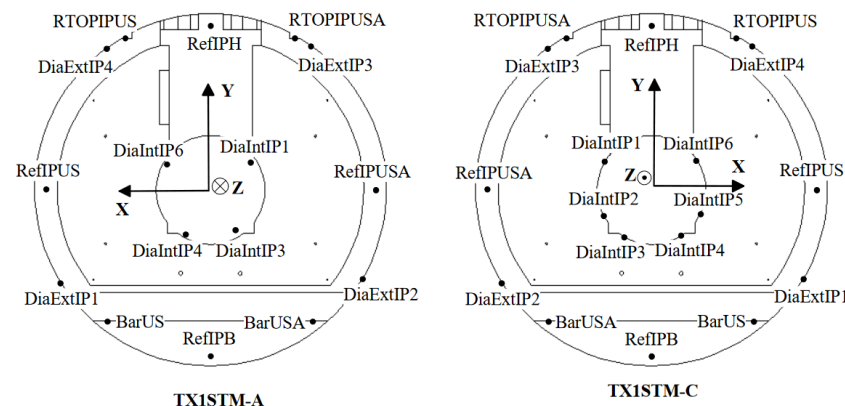 RTOPIPUS
RTOPIPUSA
DiaExtIP4
RefIPH
DiaExtIP3
Y
DiaIntIP6
DiaIntIP1
RefIPUS
RefIPUSA
Z
X
DiaIntIP4
DiaIntIP3
DiaExtIP1
DiaExtIP2
BarUS
BarUSA
RefIPB
TX1STM-A
RTOPIPUSA
RTOPIPUS
RefIPH
DiaExtIP3
DiaExtIP4
Y
DiaIntIP1
DiaIntIP6
RefIPUSA
X
RefIPUS
Z
DiaIntIP2
DiaIntIP5
DiaIntIP3
DiaIntIP4
DiaExtIP2
DiaExtIP1
BarUSA
BarUS
RefIPB
TX1STM-C